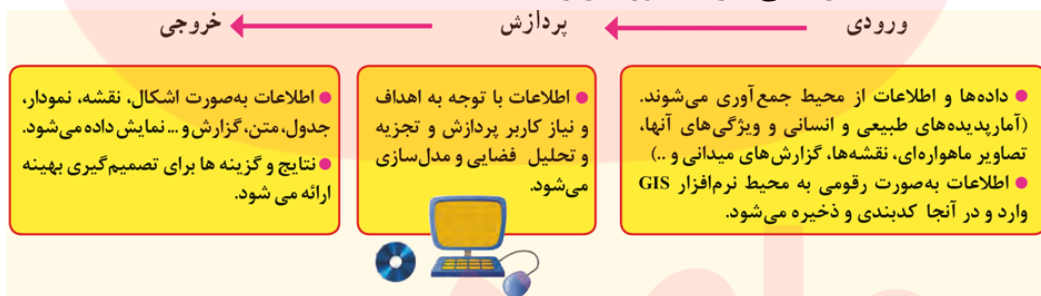 ورودی
پردازش
خروجی
● داده‌ها و اطلاعات از محیط جمع‌آوری می‌شوند.
(آمارپدیده‌های طبیعی و انسانی و ویژگی‌های آنها،
تصاویر ماهواره‌ای، نقشه‌ها، گزارش‌های میدانی و ..)
● اطلاعات به‌صورت رقومی به محیط نرم‌افزار GIS
وارد و در آنجا کدبندی و ذخیره می‌شود.
● اطلاعات با توجه به اهداف
و نیاز کاربر پردازش و تجزیه
و تحلیل فضایی و مدل‌سازی
می‌شود.
● اطلاعات به‌صورت اشکال، نقشه، نمودار،
جدول، متن، گزارش و ... نمایش داده می‌شود.
● نتایج و گزینه ها برای تصمیم‌گیری بهینه
ارائه می شود.